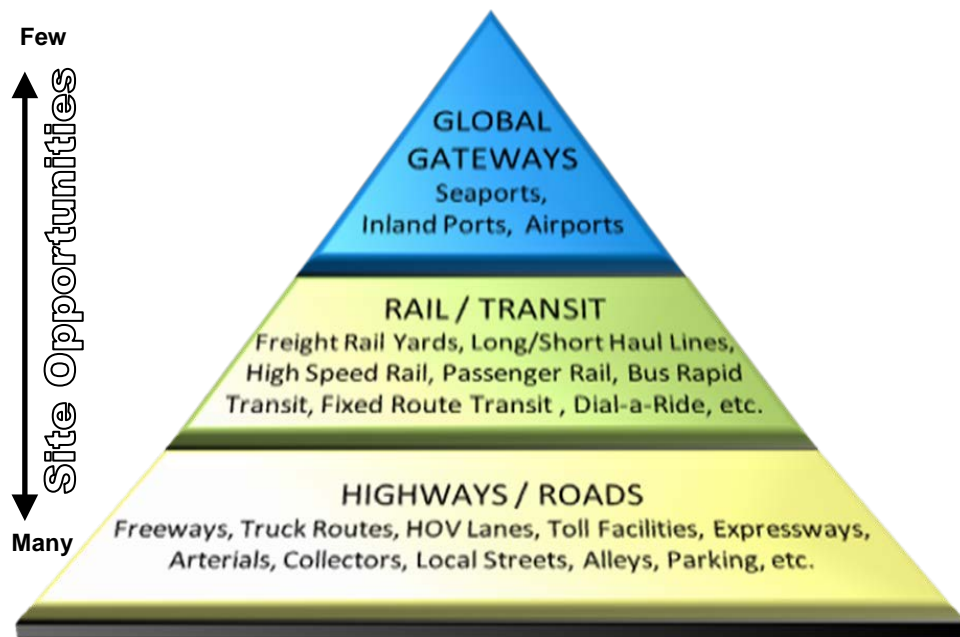 Few
Site Opportunities
Many
GLOBAL
GATEWAYS
Seaports,
Inland Ports, Airports
RAIL / TRANSIT
Freight Rail Yards, Long/Short Haul Lines,
High Speed Rail, Passenger Rail, Bus Rapid
Transit, Fixed Route Transit , Dial-a-Ride, etc.
HIGHWAYS / ROADS
Freeways, Truck Routes, HOV Lanes, Toll Facilities, Expressways,
Arterials, Collectors, Local Streets, Alleys, Parking, etc.